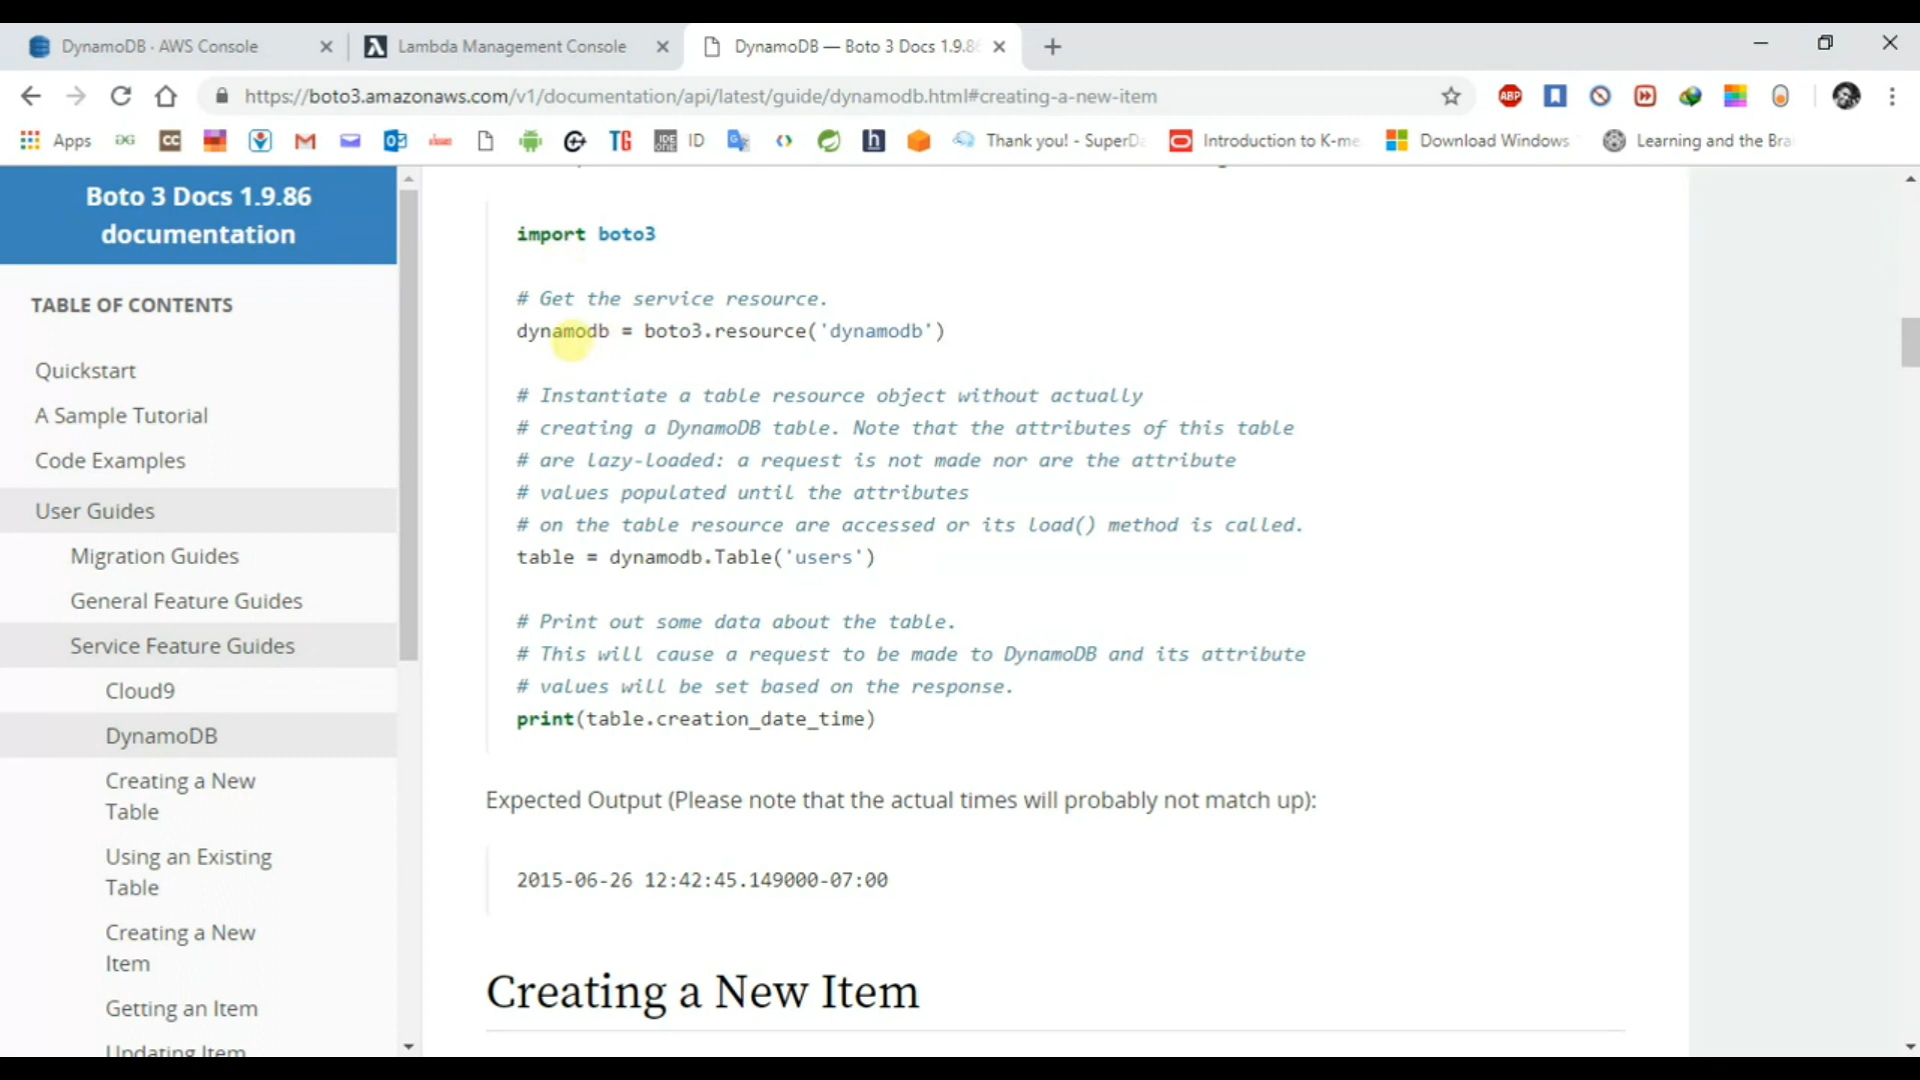 DynamoDB · AWS Console
Lambda Management Console
DynamoDB — Boto 3 Docs 1.9.86
https://boto3.amazonaws.com/v1/documentation/api/latest/guide/dynamodb.html#creating-a-new-item
ABP
Apps
CC
TG
IDE ONE
ID
h
Thank you! - SuperDa
Introduction to K-me
Download Windows
Learning and the Brai
Boto 3 Docs 1.9.86
documentation
TABLE OF CONTENTS
Quickstart
A Sample Tutorial
Code Examples
User Guides
Migration Guides
General Feature Guides
Service Feature Guides
Cloud9
DynamoDB
Creating a New
Table
Using an Existing
Table
Creating a New
Item
Getting an Item
Updating Item
import boto3
# Get the service resource.
dynamodb = boto3.resource('dynamodb')
# Instantiate a table resource object without actually
# creating a DynamoDB table. Note that the attributes of this table
# are lazy-loaded: a request is not made nor are the attribute
# values populated until the attributes
# on the table resource are accessed or its load() method is called.
table = dynamodb.Table('users')
# Print out some data about the table.
# This will cause a request to be made to DynamoDB and its attribute
# values will be set based on the response.
print(table.creation_date_time)
Expected Output (Please note that the actual times will probably not match up):
2015-06-26 12:42:45.149000-07:00
Creating a New Item